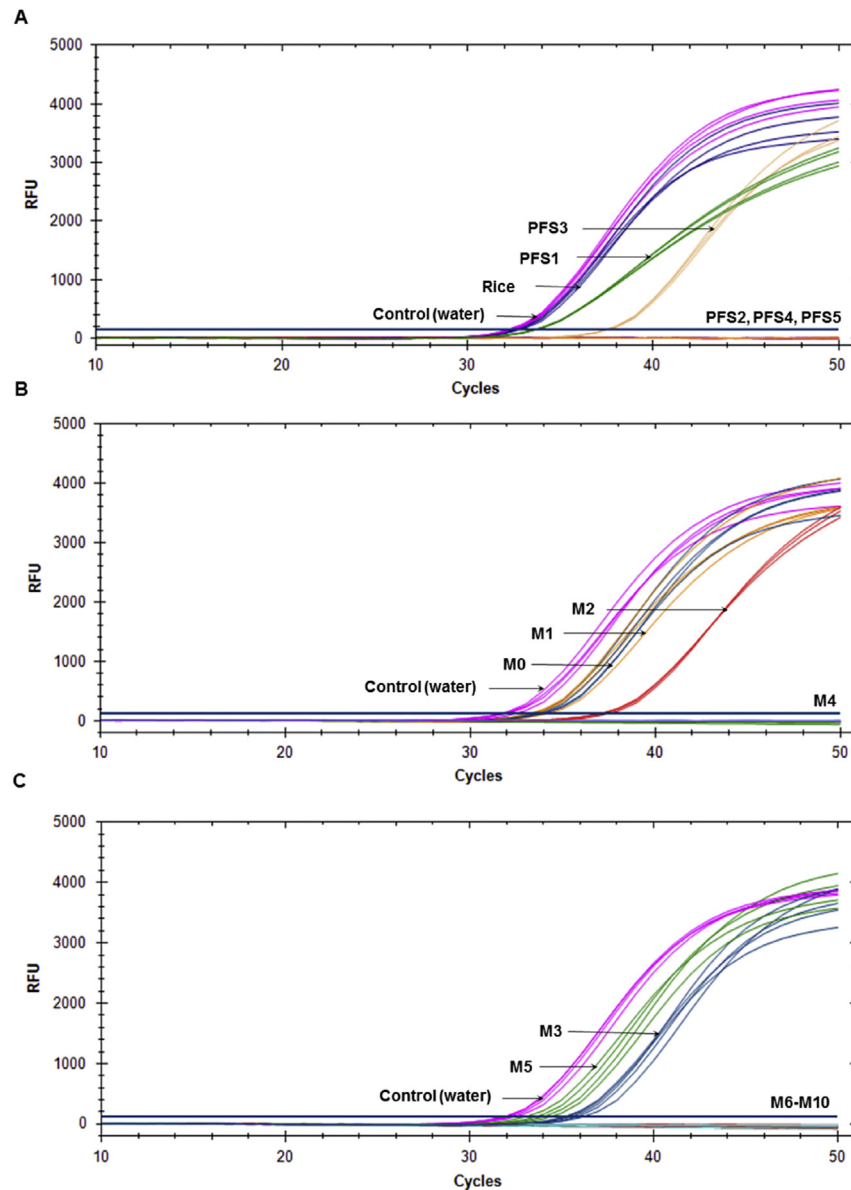 A
5000
4000
3000
2000
1000
0
RFU
PFS3
PFS1
Rice
Control (water)
PFS2, PFS4, PFS5
10 20 30 40 50
Cycles
B
5000
4000
3000
2000
1000
0
RFU
M2
M1
M0
Control (water)
M4
10 20 30 40 50
Cycles
C
5000
4000
3000
2000
1000
0
RFU
M3
M5
Control (water)
M6-M10
10 20 30 40 50
Cycles